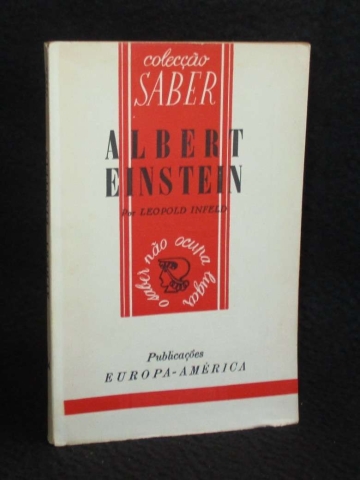 colecção
SABER
ALBERT
EINSTEIN
Por LEOPOLD INFELD
o saber não ocupa lugar
Publicações
EUROPA-AMÉRICA